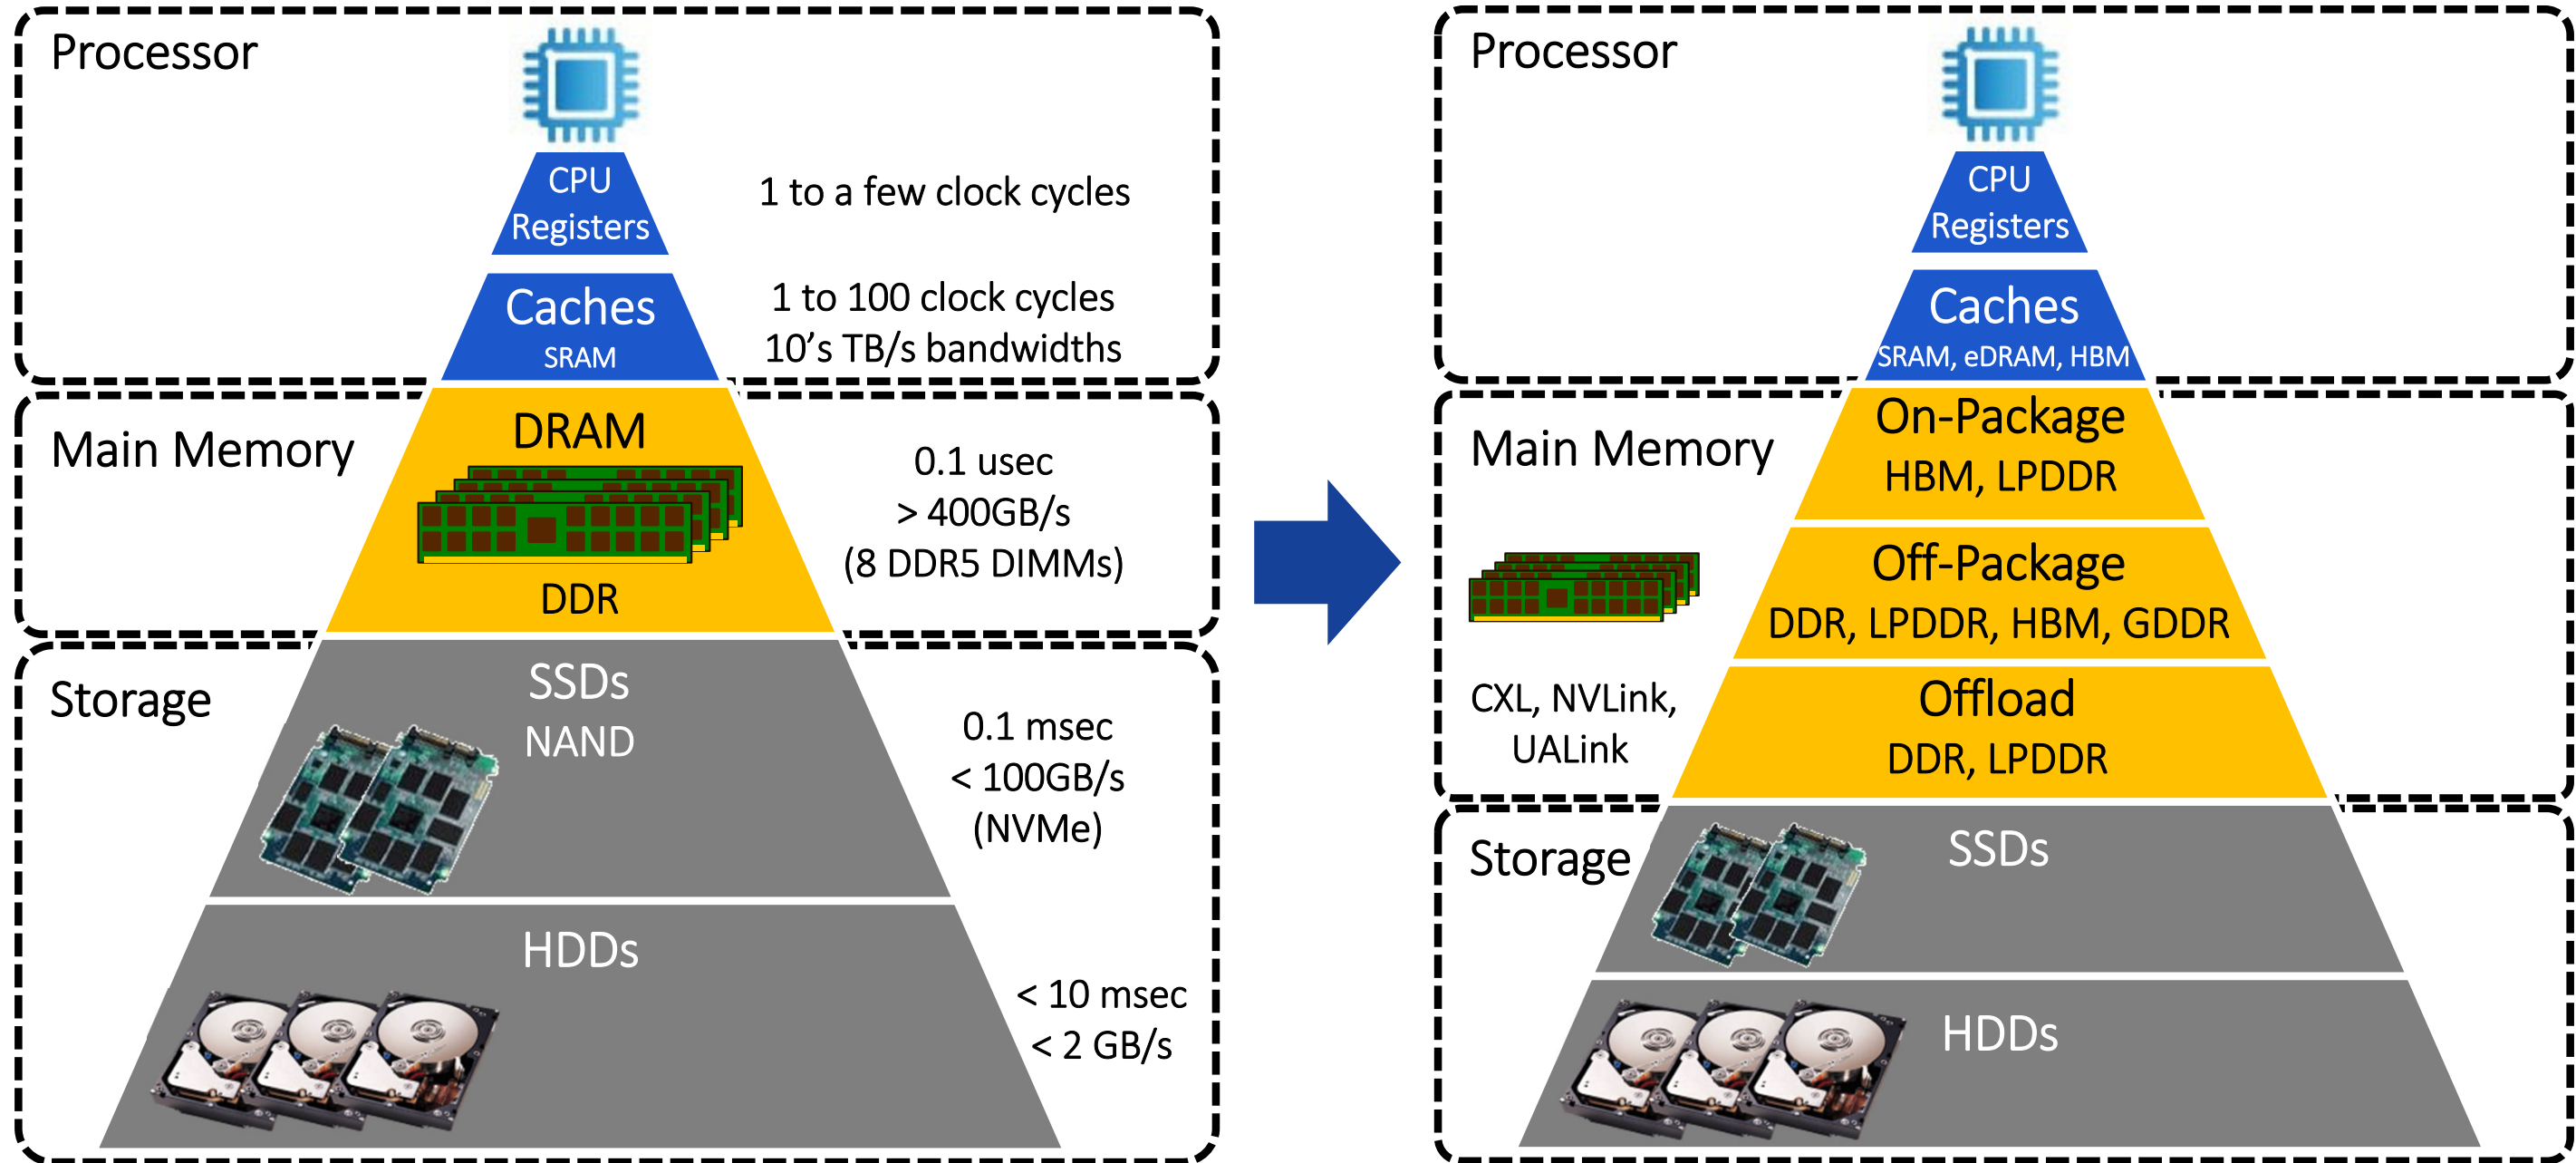 Processor
CPU
Registers
1 to a few clock cycles
Caches
SRAM
1 to 100 clock cycles
10's TB/s bandwidths
Main Memory
DRAM
DDR
0.1 usec
> 400GB/s
(8 DDR5 DIMMs)
Storage
SSDs
NAND
0.1 msec
< 100GB/s
(NVMe)
HDDs
< 10 msec
< 2 GB/s
Processor
CPU
Registers
Caches
SRAM, eDRAM, HBM
Main Memory
On-Package
HBM, LPDDR
Off-Package
DDR, LPDDR, HBM, GDDR
CXL, NVLink,
UALink
Offload
DDR, LPDDR
Storage
SSDs
HDDs